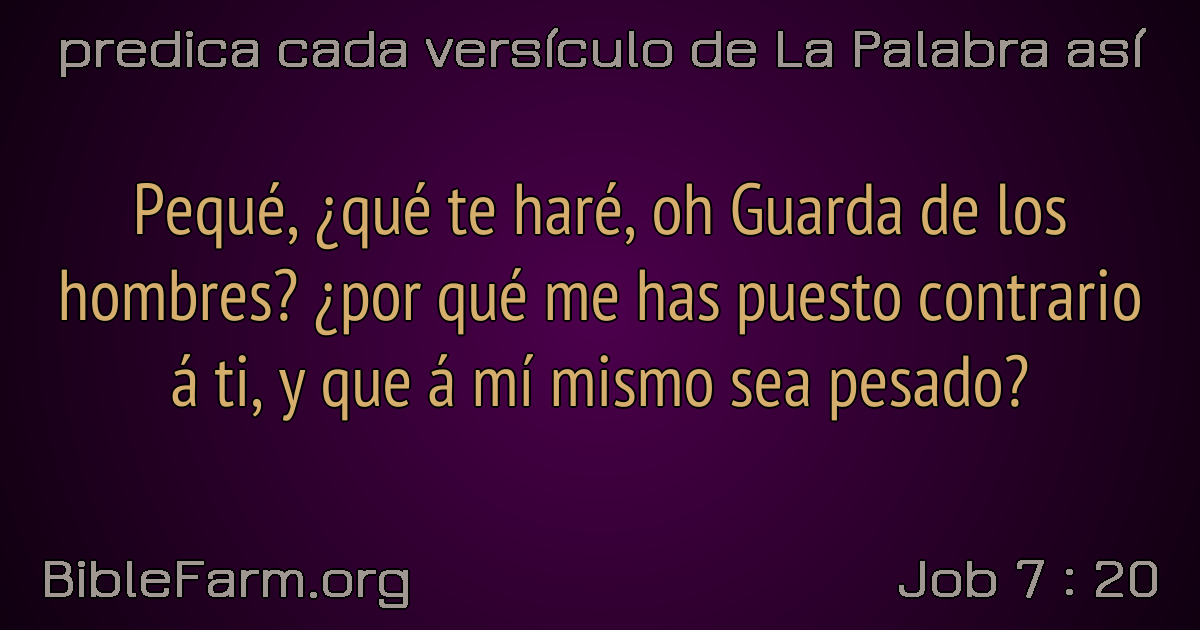 predica cada versículo de La Palabra así
Pequé, ¿qué te haré, oh Guarda de los
hombres? ¿por qué me has puesto contrario
á ti, y que á mí mismo sea pesado?
BibleFarm.org
Job 7 : 20